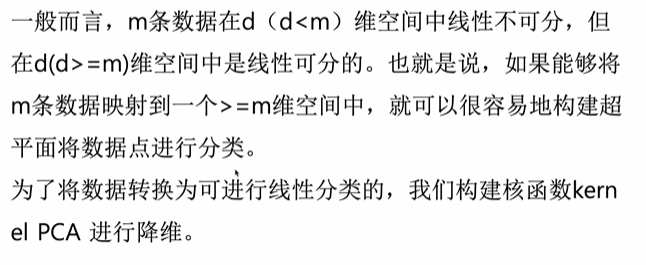 一般而言，m条数据在d（d<m）维空间中线性不可分，但
在d(d>=m)维空间中是线性可分的。也就是说，如果能够将
m条数据映射到一个>=m维空间中，就可以很容易地构建超
平面将数据点进行分类。
为了将数据转换为可进行线性分类的，我们构建核函数kern
el PCA 进行降维。